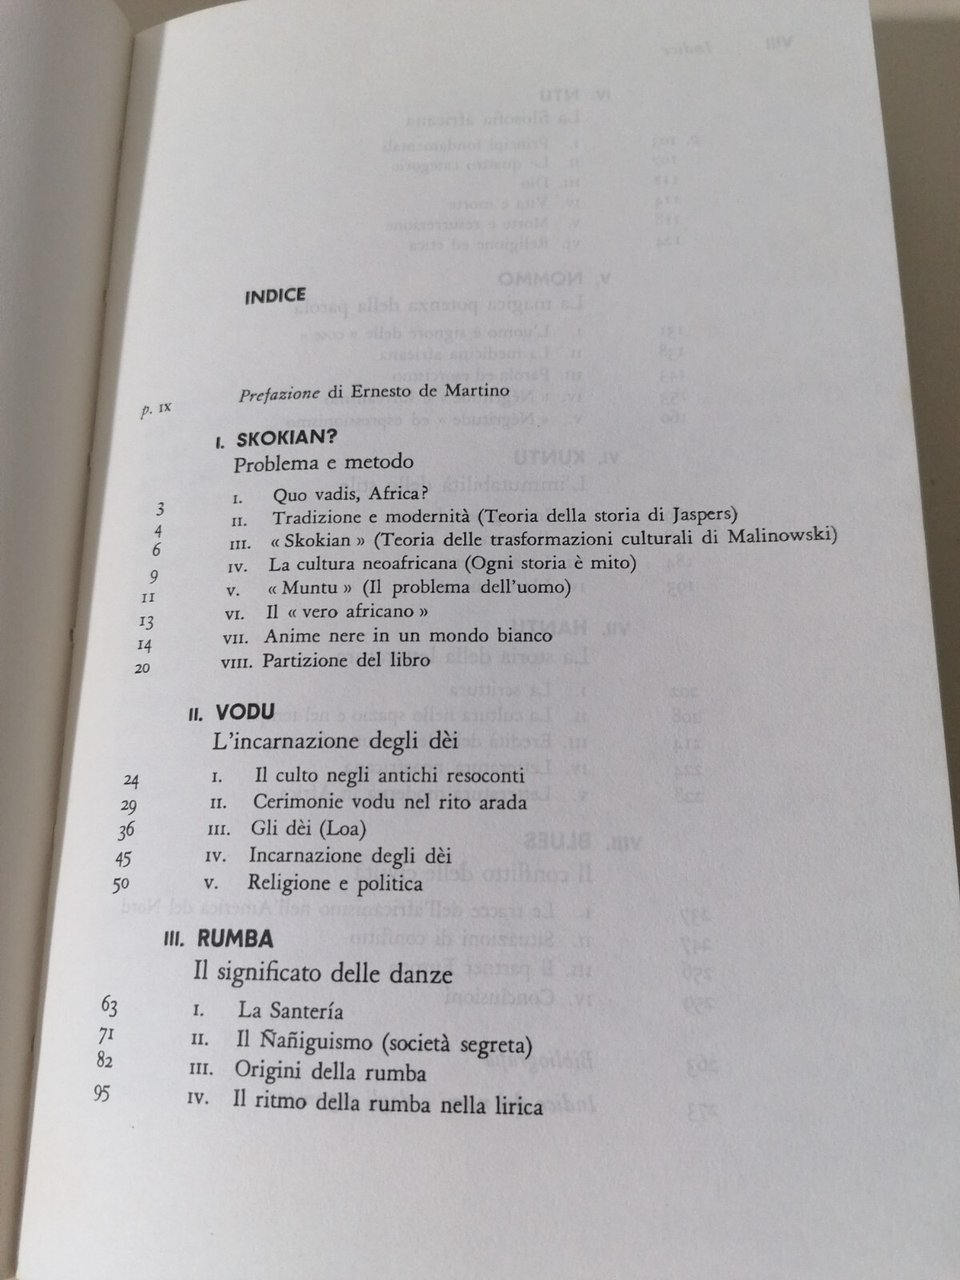 INDICE
p. IX Prefazione di Ernesto de Martino
I. SKOKIAN?
Problema e metodo
3 I. Quo vadis, Africa?
4 II. Tradizione e modernità (Teoria della storia di Jaspers)
6 III. « Skokian » (Teoria delle trasformazioni culturali di Malinowski)
9 IV. La cultura neoafricana (Ogni storia è mito)
11 V. « Muntu » (Il problema dell'uomo)
13 VI. Il « vero africano »
14 VII. Anime nere in un mondo bianco
20 VIII. Partizione del libro
II. VODU
L'incarnazione degli dèi
24 I. Il culto negli antichi resoconti
29 II. Cerimonie vodu nel rito arada
36 III. Gli dèi (Loa)
45 IV. Incarnazione degli dèi
50 V. Religione e politica
III. RUMBA
Il significato delle danze
63 I. La Santería
71 II. Il Ñañiguismo (società segreta)
82 III. Origini della rumba
95 IV. Il ritmo della rumba nella lirica